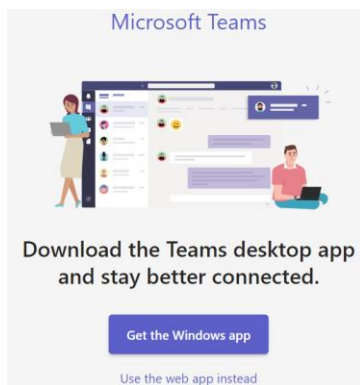 Microsoft Teams
Download the Teams desktop app
and stay better connected.
Get the Windows app
Use the web app instead